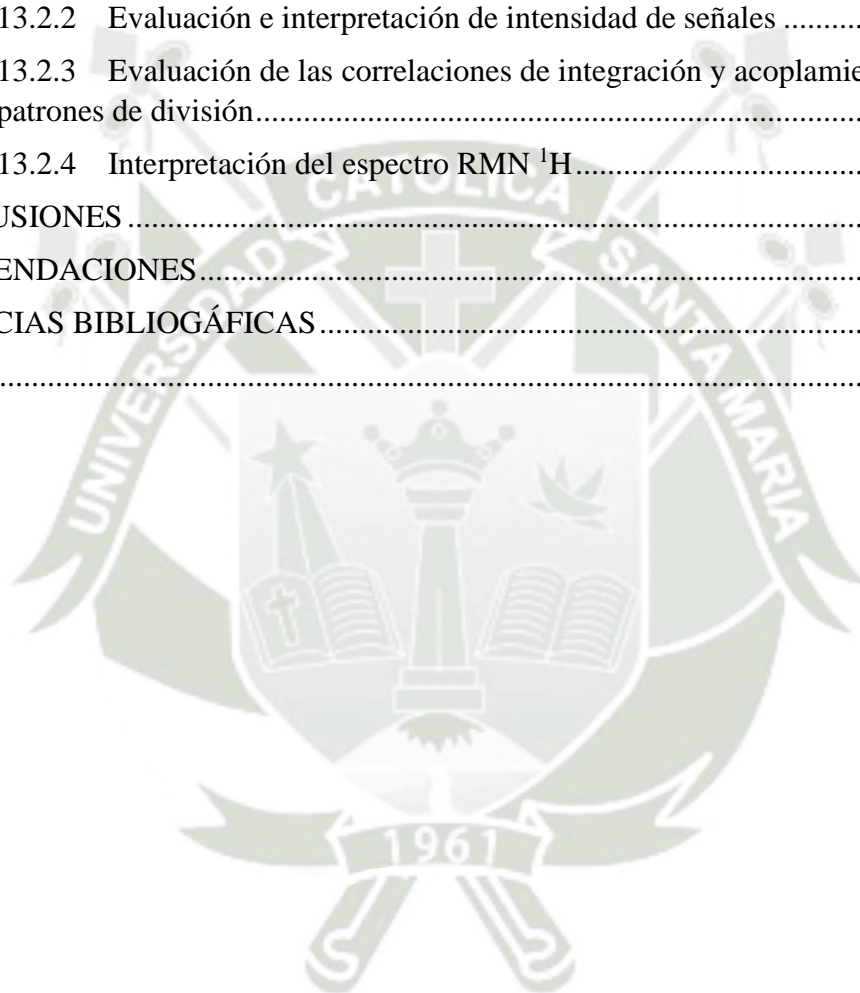 13.2.2 Evaluación e interpretación de intensidad de señales ..........
13.2.3 Evaluación de las correlaciones de integración y acoplamie
patrones de división..........
13.2.4 Interpretación del espectro RMN ¹H..........
USIONES ..........
ENDACIONES..........
CIAS BIBLIOGÁFICAS..........
..........
UNIVERSIDAD CATOLICA SANTA MARIA
1961